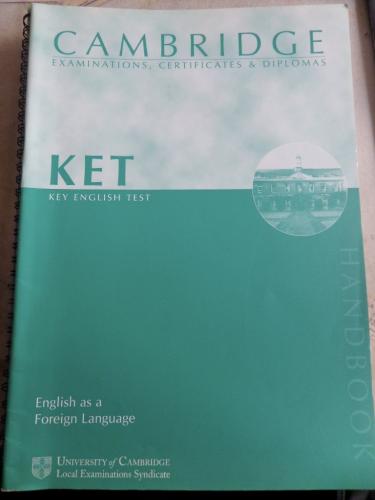 CAMBRIDGE
EXAMINATIONS, CERTIFICATES & DIPLOMAS
KET
KEY ENGLISH TEST
HANDBOOK
English as a
Foreign Language
UNIVERSITY of CAMBRIDGE
Local Examinations Syndicate